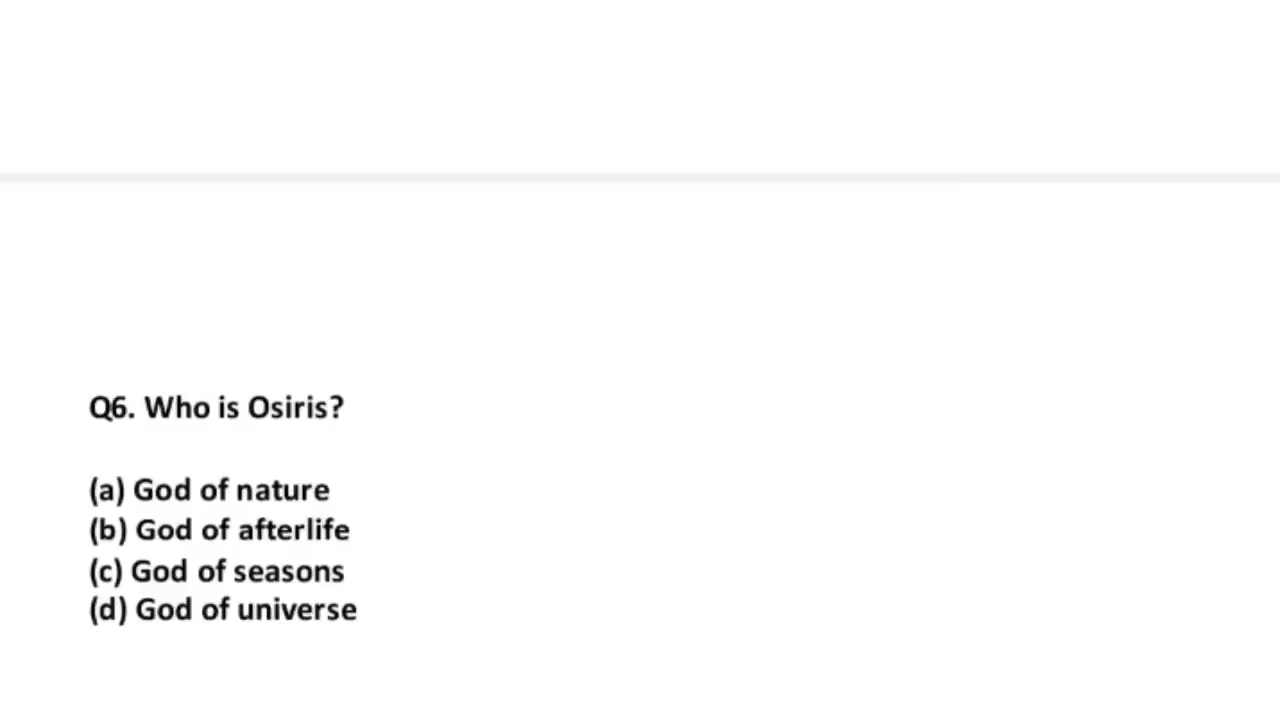 Q6. Who is Osiris?
(a) God of nature
(b) God of afterlife
(c) God of seasons
(d) God of universe